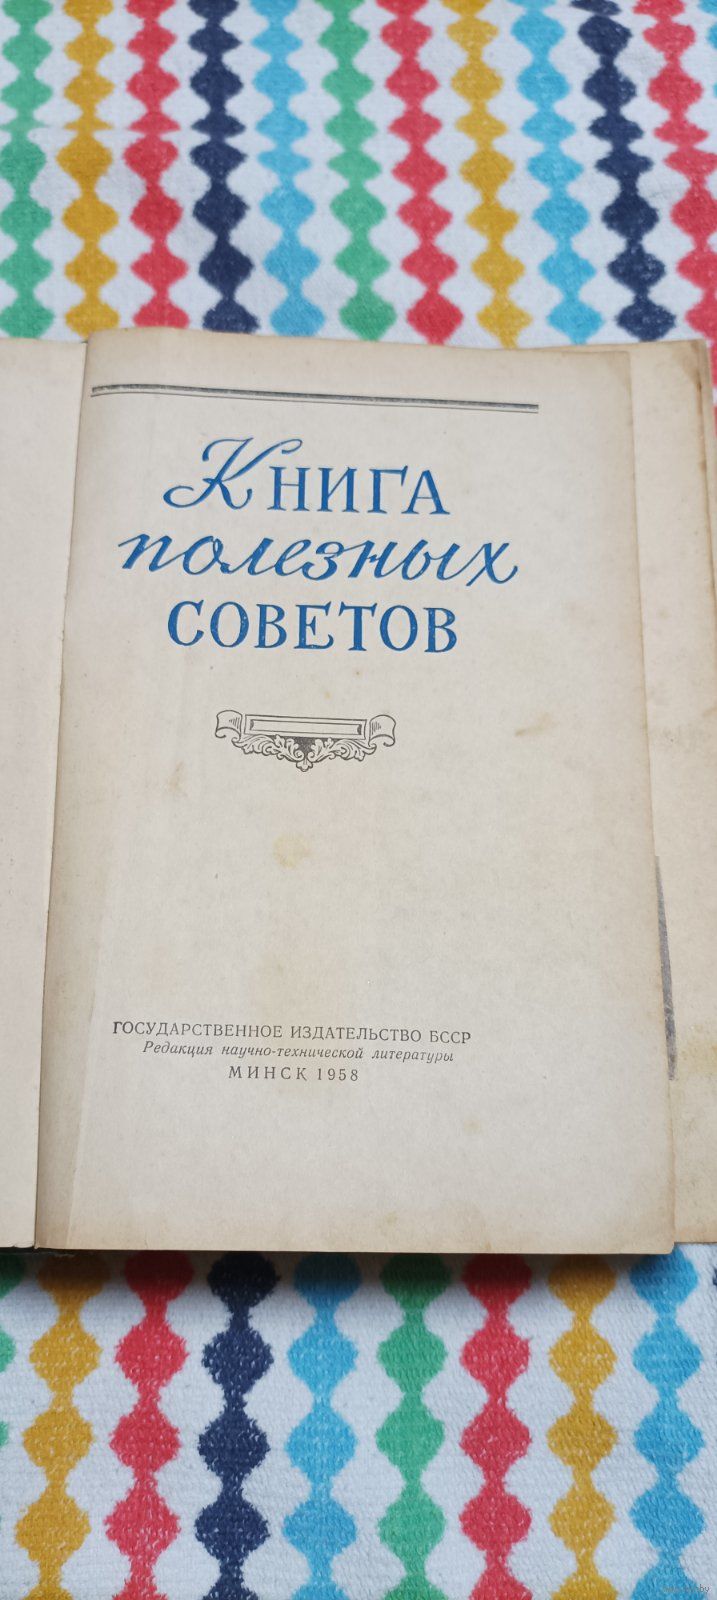 Книга
полезных
СОВЕТОВ
ГОСУДАРСТВЕННОЕ ИЗДАТЕЛЬСТВО БССР
Редакция научно-технической литературы
МИНСК 1958